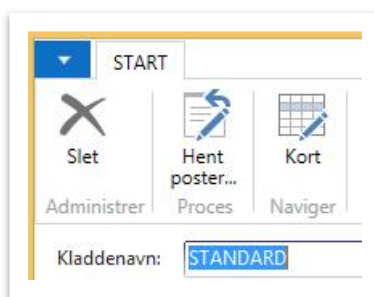 START
Slet
Hent
poster...
Kort
Administrer
Proces
Naviger
Kladdenavn: STANDARD